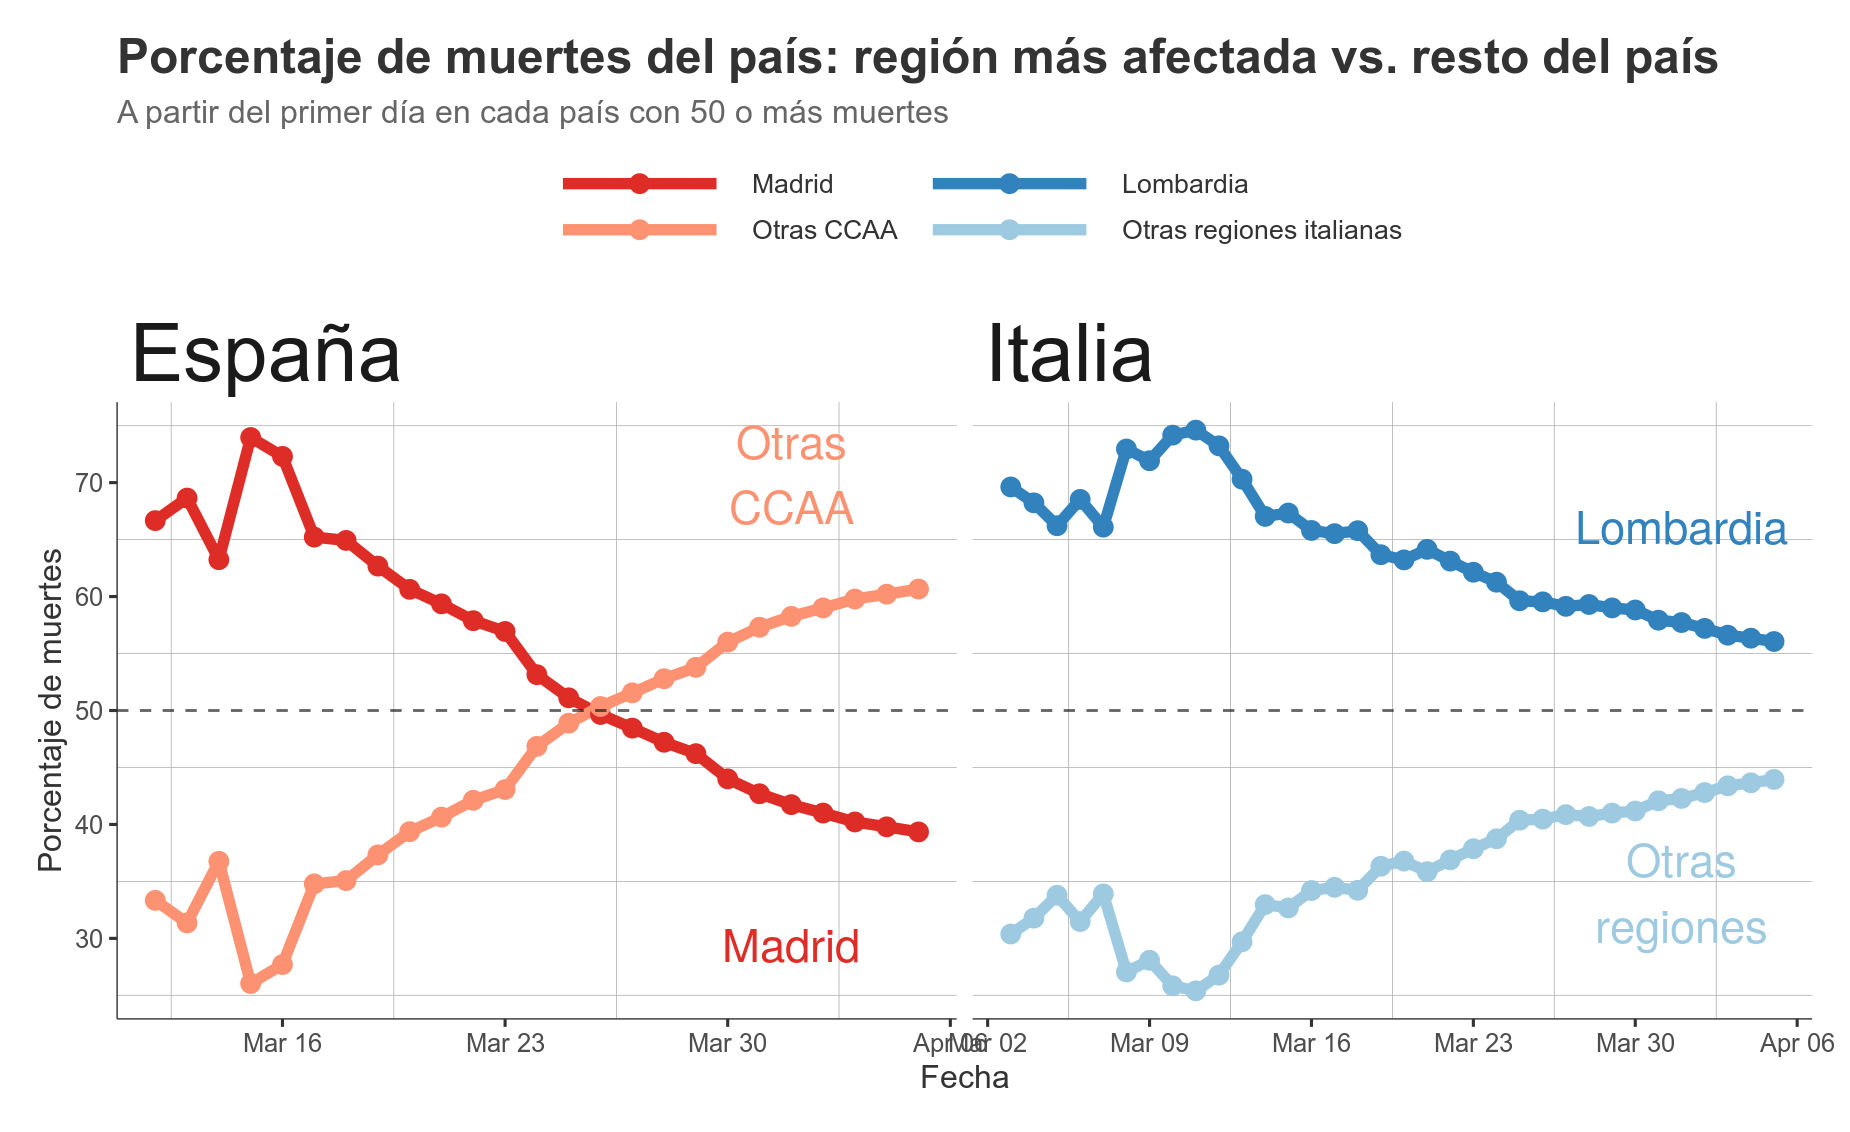 Porcentaje de muertes del país: región más afectada vs. resto del país
A partir del primer día en cada país con 50 o más muertes
Madrid
Lombardia
Otras CCAA
Otras regiones italianas
España
Italia
Otras
CCAA
Madrid
Lombardia
Otras
regiones
Porcentaje de muertes
70
60
50
40
30
Mar 16
Mar 23
Mar 30
Apr 06
Mar 02
Mar 09
Mar 16
Mar 23
Mar 30
Apr 06
Fecha